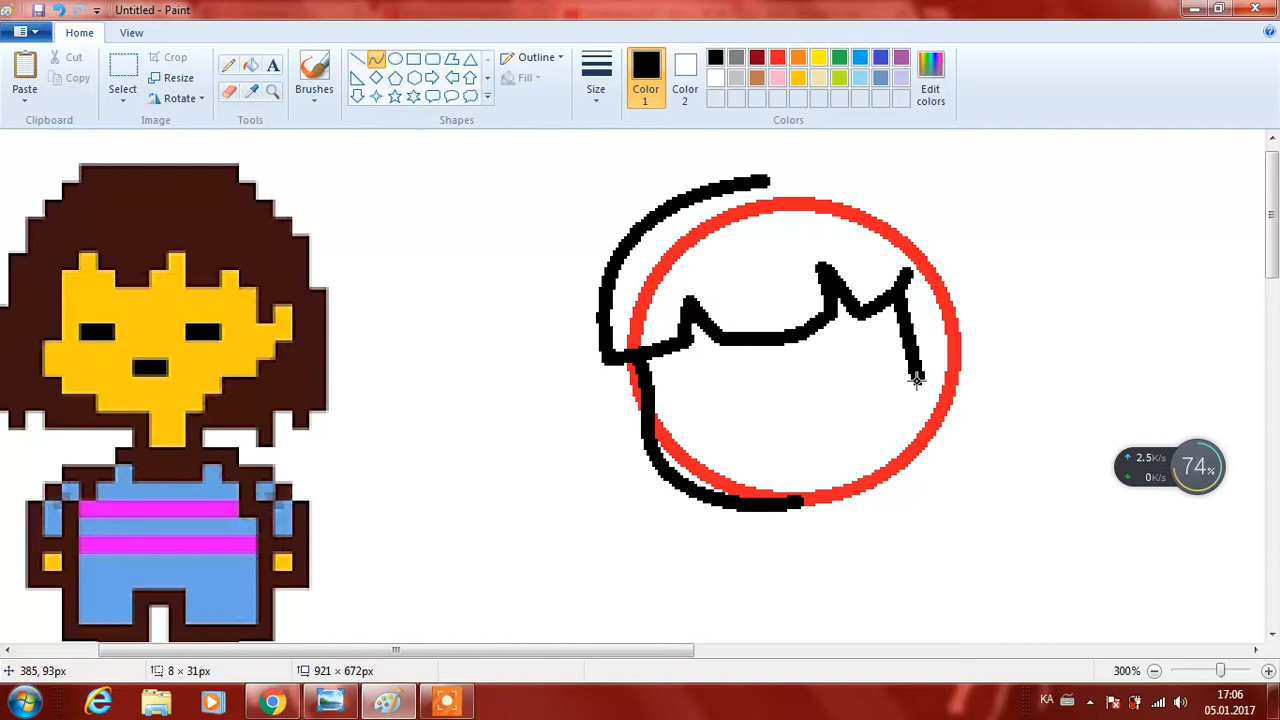 Untitled - Paint
Home View
Paste
Cut
Copy
Select
Crop
Resize
Rotate
A
Brushes
Outline
Fill
Size
Color 1
Color 2
Edit colors
Clipboard Image Tools Shapes Colors
2.5K/s
0K/s
74%
385, 93px 8 x 31px 921 x 672px 300%
KA 17:06
05.01.2017